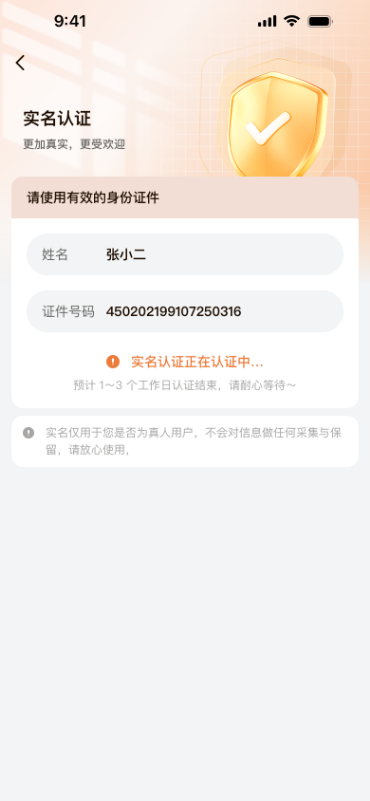 9:41
实名认证
更加真实，更受欢迎
请使用有效的身份证件
姓名 张小二
证件号码 450202199107250316
实名认证正在认证中...
预计 1～3 个工作日认证结束，请耐心等待～
实名仅用于您是否为真人用户，不会对信息做任何采集与保
留，请放心使用，